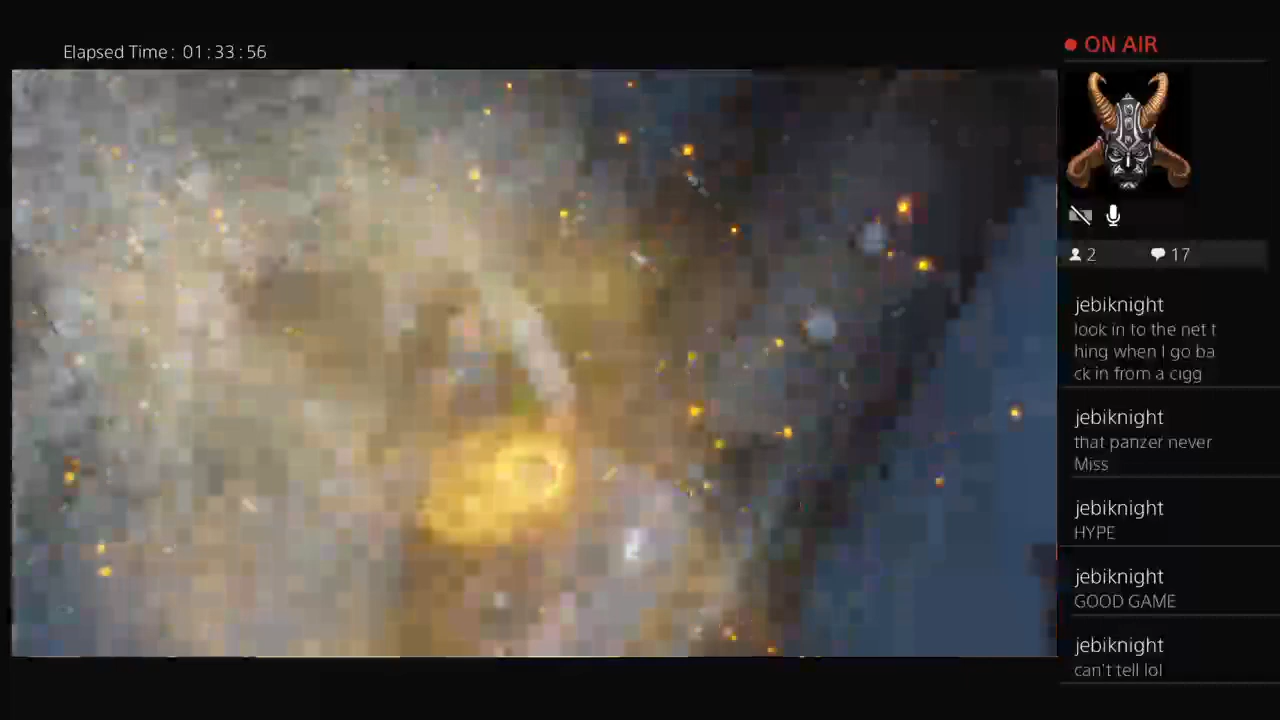 Elapsed Time: 01:33:56
ON AIR
2 17
jebiknight
look in to the net t
hing when I go ba
ck in from a cigg
jebiknight
that panzer never
Miss
jebiknight
HYPE
jebiknight
GOOD GAME
jebiknight
can't tell lol